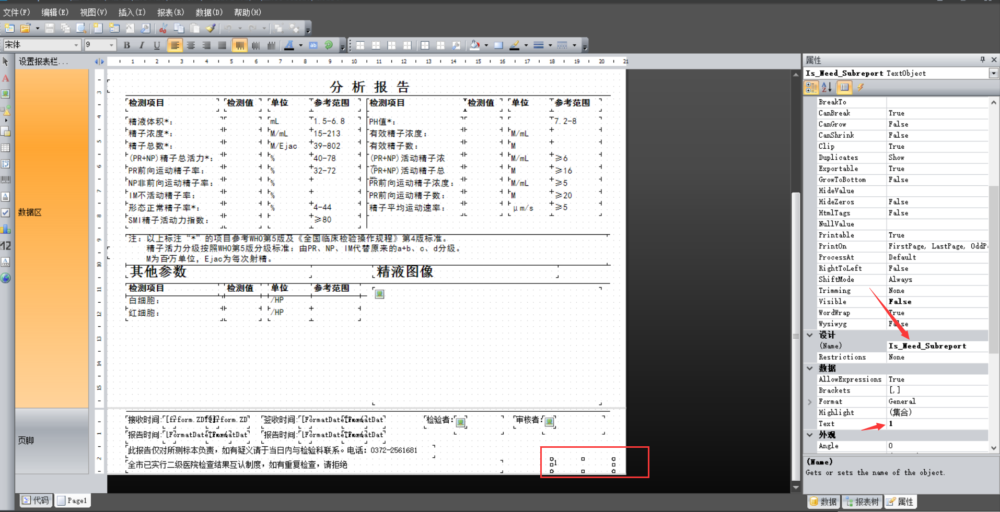 文件(F) 编辑(E) 视图(V) 插入(I) 报表(R) 数据(D) 帮助(H)
宋体 9 B I U A ab
设置报表栏...
1 2 3 4 5 6 7 8 9 10 11 12 13 14 15 16 17 18 19 20 21
数据区
页脚
分 析 报 告
检测项目 检测值 单位 参考范围 检测项目 检测值 单位 参考范围
精液体积*: mL 1.5-6.8 PH值*: 7.2-8
精子浓度*: M/mL 15-213 有效精子浓度: M/mL
精子总数*: M/Ejac 39-802 有效精子数: M
(PR+NP)精子总活力*: % 40-78 (PR+NP)活动精子浓 M/mL ≥6
PR前向运动精子率: % 32-72 (PR+NP)活动精子总 M ≥16
NP非前向运动精子率: % PR前向运动精子浓度: M/mL ≥5
IM不活动精子率: % PR前向运动精子数: M ≥20
形态正常精子率*: % 4-44 精子平均运动速率: μm/s ≥5
SMI精子活动力指数: ≥80
注: 以上标注“*”的项目参考WHO第5版及《全国临床检验操作规程》第4版标准。
精子活力分级按照WHO第5版分级标准: 由PR、NP、IM代替原来的a+b、c、d分级。
M为百万单位, Ejac为每次射精。
其他参数 精液图像
检测项目 检测值 单位 参考范围
白细胞: /HP
红细胞: /HP
接收时间: 签收时间: [FormatDate 检验者: 审核者:
报告时间: [FormatDate 报告时间: [FormatDate
此报告仅对所测标本负责, 如有疑义请于当日内与检验科联系。电话: 0372-2561681
全市已实行二级医院检查结果互认制度, 如有重复检查, 请拒绝
1
代码 Page1
属性
Is_Need_Subreport TextObject
BreakTo
CanBreak True
CanGrow False
CanShrink False
Clip True
Duplicates Show
Exportable True
GrowToBottom False
HideValue
HideZeros False
HtmlTags False
NullValue
Printable True
PrintOn FirstPage, LastPage, OddP
ProcessAt Default
RightToLeft False
ShiftMode Always
Trimming None
Visible False
WordWrap True
Wysiwyg False
设计
(Name) Is_Need_Subreport
Restrictions None
数据
AllowExpressions True
Brackets [,]
Format General
Highlight (集合)
Text 1
外观
Angle 0
(Name)
Gets or sets the name of the object.
数据 报表树 属性